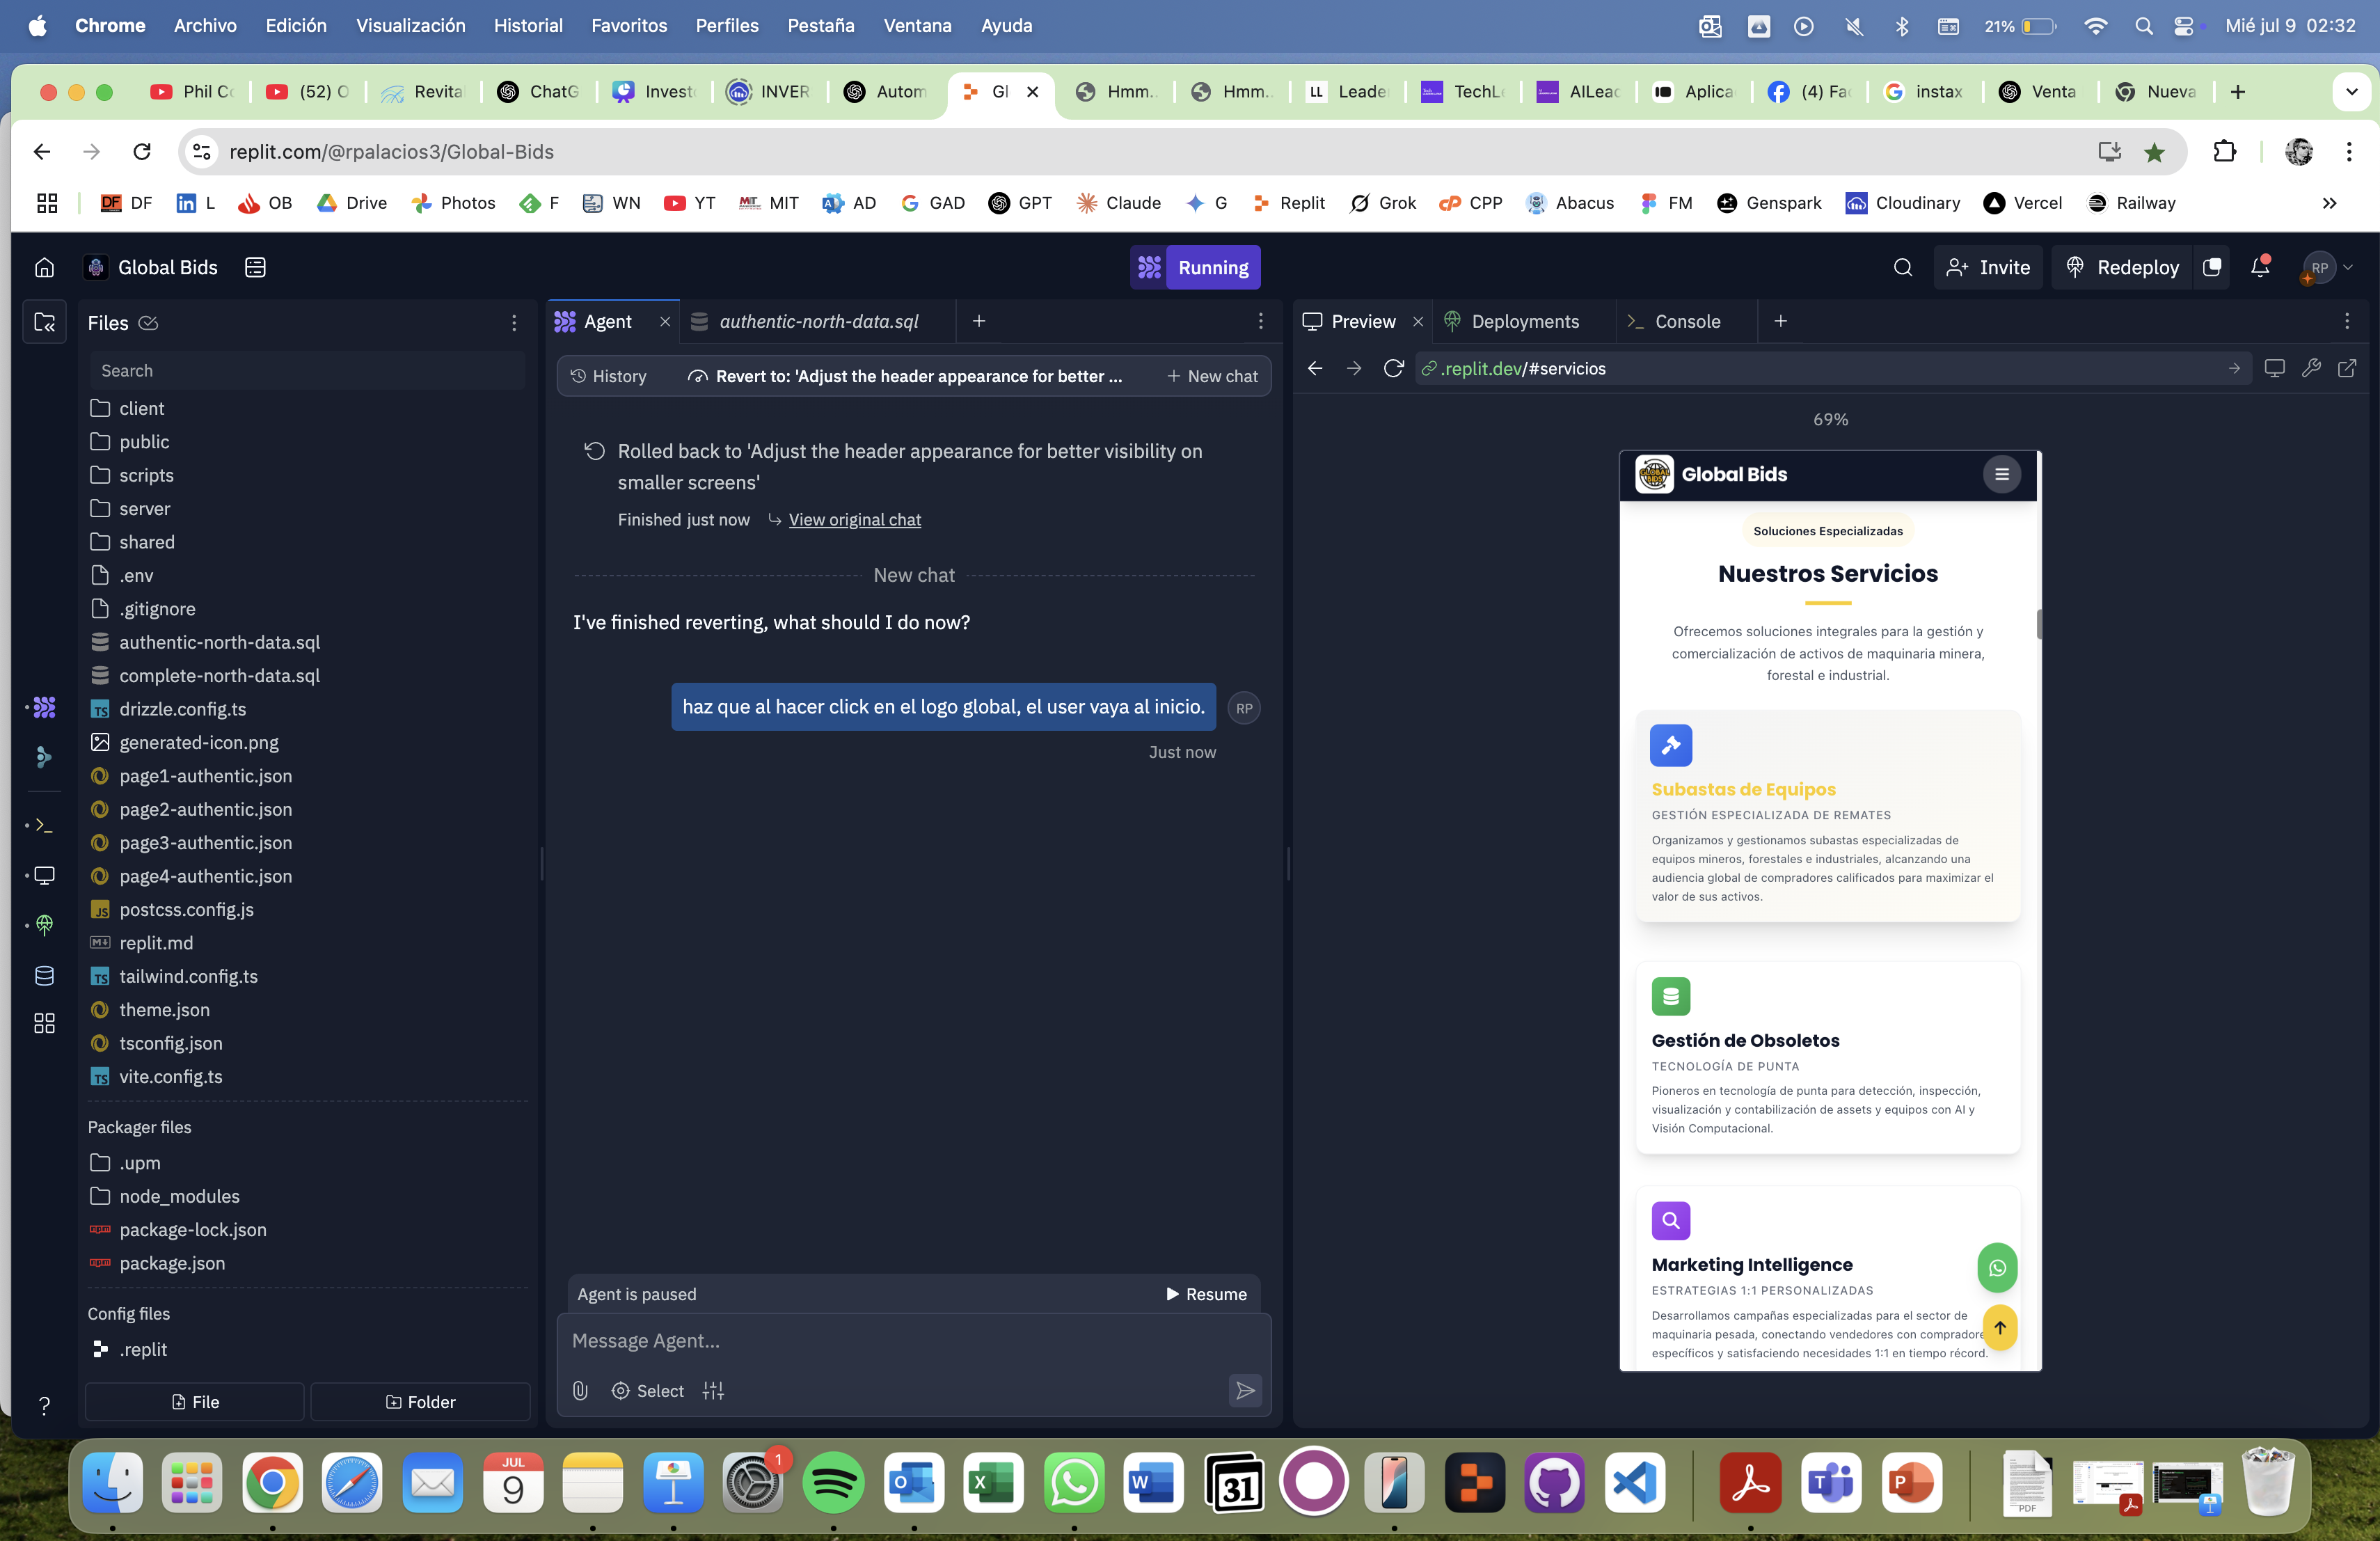 Chrome Archivo Edición Visualización Historial Favoritos Perfiles Pestaña Ventana Ayuda
21% Mié jul 9 02:32
Phil Co (52) O Revita ChatG Invest INVER Autom Gl Hmm.. Hmm.. Leade TechLe AILeac Aplica (4) Fac instax Venta Nueva
replit.com/@rpalacios3/Global-Bids
DF L OB Drive Photos F WN YT MIT AD GAD GPT Claude G Replit Grok CPP Abacus FM Genspark Cloudinary Vercel Railway
Global Bids
Running
Invite Redeploy RP
Files
Search
client
public
scripts
server
shared
.env
.gitignore
authentic-north-data.sql
complete-north-data.sql
drizzle.config.ts
generated-icon.png
page1-authentic.json
page2-authentic.json
page3-authentic.json
page4-authentic.json
postcss.config.js
replit.md
tailwind.config.ts
theme.json
tsconfig.json
vite.config.ts
Packager files
.upm
node_modules
package-lock.json
package.json
Config files
.replit
File Folder
Agent authentic-north-data.sql
History Revert to: 'Adjust the header appearance for better ... New chat
Rolled back to 'Adjust the header appearance for better visibility on
smaller screens'
Finished just now View original chat
New chat
I've finished reverting, what should I do now?
haz que al hacer click en el logo global, el user vaya al inicio.
RP
Just now
Agent is paused Resume
Message Agent...
Select
Preview Deployments Console
.replit.dev/#servicios
69%
Global Bids
Soluciones Especializadas
Nuestros Servicios
Ofrecemos soluciones integrales para la gestión y
comercialización de activos de maquinaria minera,
forestal e industrial.
Subastas de Equipos
GESTIÓN ESPECIALIZADA DE REMATES
Organizamos y gestionamos subastas especializadas de
equipos mineros, forestales e industriales, alcanzando una
audiencia global de compradores calificados para maximizar el
valor de sus activos.
Gestión de Obsoletos
TECNOLOGÍA DE PUNTA
Pioneros en tecnología de punta para detección, inspección,
visualización y contabilización de assets y equipos con AI y
Visión Computacional.
Marketing Intelligence
ESTRATEGIAS 1:1 PERSONALIZADAS
Desarrollamos campañas especializadas para el sector de
maquinaria pesada, conectando vendedores con compradore
específicos y satisfaciendo necesidades 1:1 en tiempo récord.
JUL
9
1
31
PDF